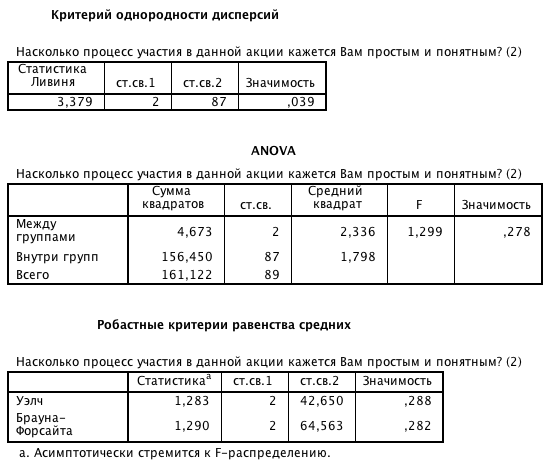 Критерий однородности дисперсий
Насколько процесс участия в данной акции кажется Вам простым и понятным? (2)
Статистика Ливиня ст.св.1 ст.св.2 Значимость
3,379 2 87 ,039
ANOVA
Насколько процесс участия в данной акции кажется Вам простым и понятным? (2)
Сумма квадратов ст.св. Средний квадрат F Значимость
Между группами 4,673 2 2,336 1,299 ,278
Внутри групп 156,450 87 1,798
Всего 161,122 89
Робастные критерии равенства средних
Насколько процесс участия в данной акции кажется Вам простым и понятным? (2)
Статистикаa ст.св.1 ст.св.2 Значимость
Уэлч 1,283 2 42,650 ,288
Брауна-Форсайта 1,290 2 64,563 ,282
a. Асимптотически стремится к F-распределению.